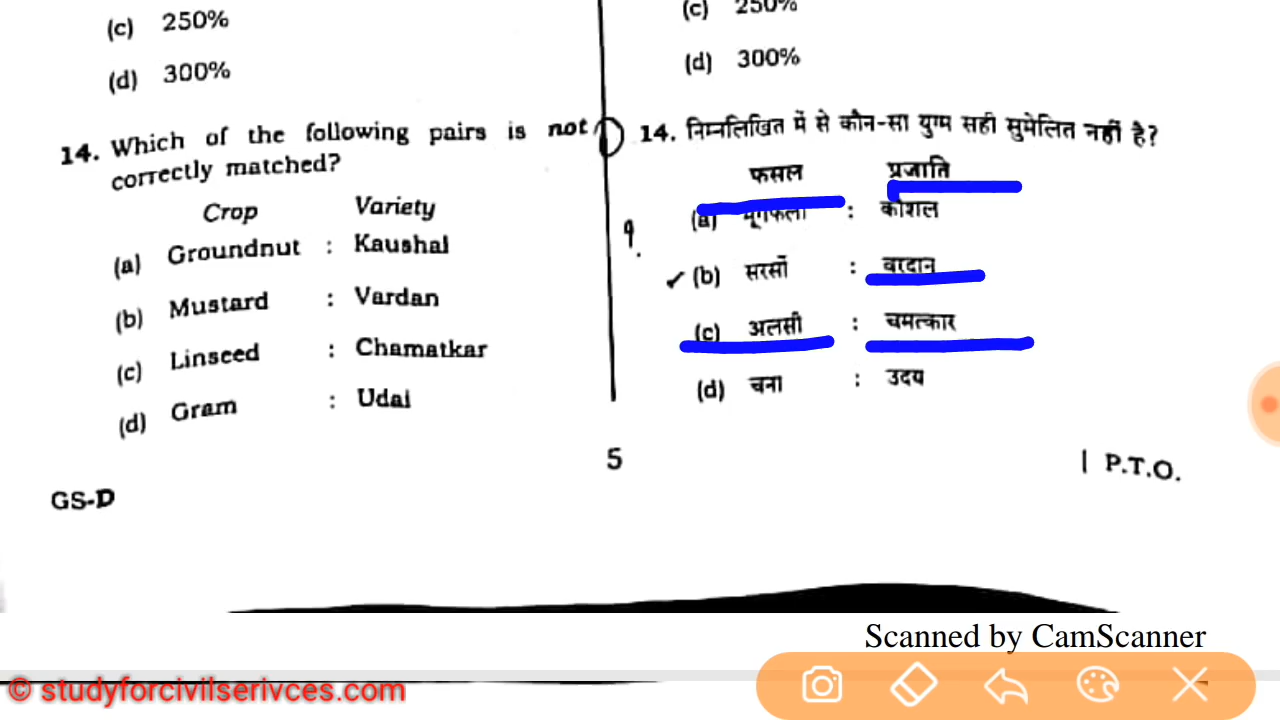 (c) 250%
(d) 300%
14. Which of the following pairs is not correctly matched?
Crop Variety
(a) Groundnut : Kaushal
(b) Mustard : Vardan
(c) Linseed : Chamatkar
(d) Gram : Udai
(c) 250%
(d) 300%
14. निम्नलिखित में से कौन-सा युग्म सही सुमेलित नहीं है?
फसल प्रजाति
(a) मूंगफली : कौशल
(b) सरसों : वरदान
(c) अलसी : चमत्कार
(d) चना : उदय
5
GS-D
| P.T.O.
Scanned by CamScanner
© studyforcivilserivces.com